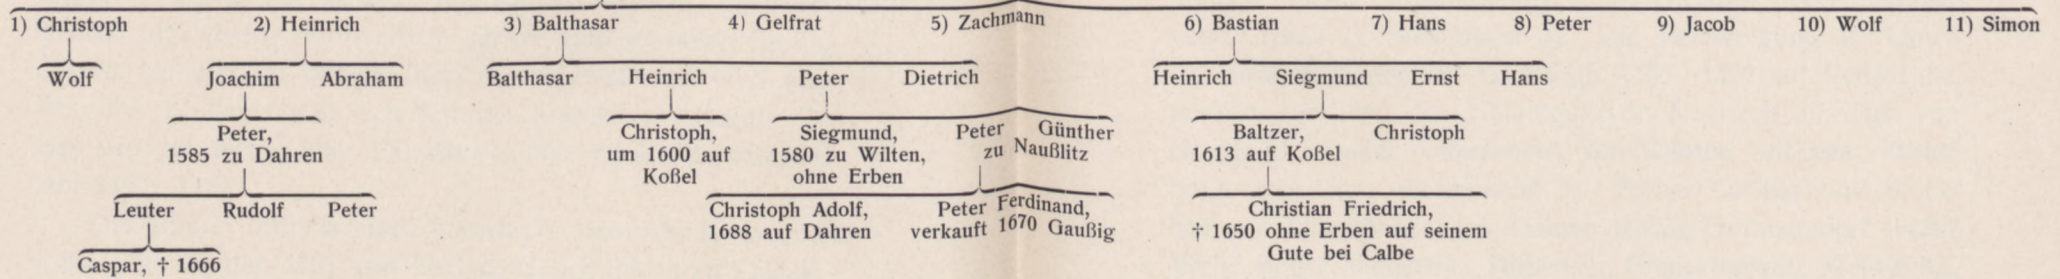 1) Christoph 2) Heinrich 3) Balthasar 4) Gelfrat 5) Zachmann 6) Bastian 7) Hans 8) Peter 9) Jacob 10) Wolf 11) Simon
Wolf Joachim Abraham Balthasar Heinrich Peter Dietrich Heinrich Siegmund Ernst Hans
Peter, Christoph, Siegmund, Peter Günther Baltzer, Christoph
1585 zu Dahren um 1600 auf 1580 zu Wilten, zu Naußlitz 1613 auf Koßel
Koßel ohne Erben
Leuter Rudolf Peter Christoph Adolf, Peter Ferdinand, Christian Friedrich,
1688 auf Dahren verkauft 1670 Gaußig † 1650 ohne Erben auf seinem
Gute bei Calbe
Caspar, † 1666